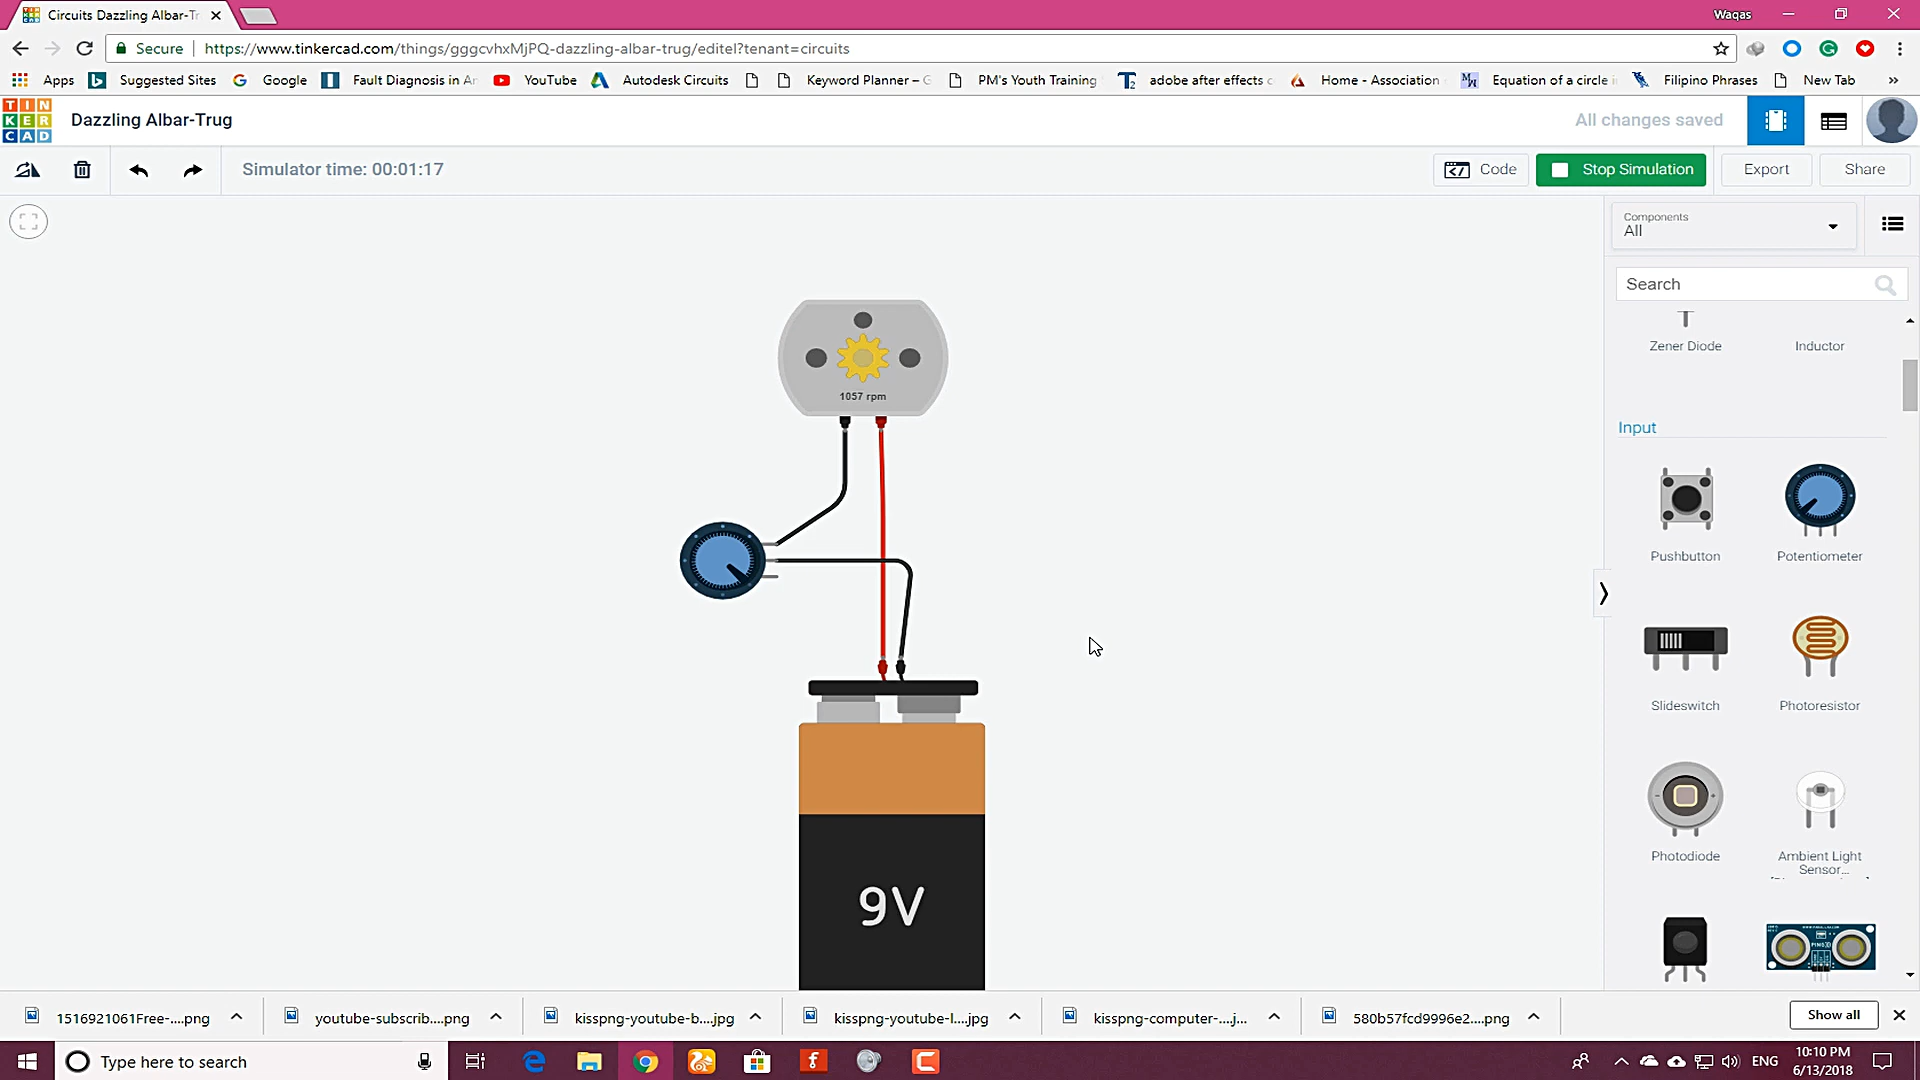 Circuits Dazzling Albar-Tr
Waqas
Secure https://www.tinkercad.com/things/gggcvhxMjPQ-dazzling-albar-trug/editel?tenant=circuits
Apps Suggested Sites Google Fault Diagnosis in Ar YouTube Autodesk Circuits Keyword Planner – G PM's Youth Training adobe after effects c Home - Association Equation of a circle i Filipino Phrases New Tab »
TINKERCAD
Dazzling Albar-Trug
All changes saved
Simulator time: 00:01:17
Code
Stop Simulation
Export
Share
Components
All
Search
Zener Diode Inductor
Input
Pushbutton Potentiometer
Slideswitch Photoresistor
Photodiode Ambient Light
Sensor...
1057 rpm
9V
1516921061Free-....png youtube-subscrib....png kisspng-youtube-b....jpg kisspng-youtube-l....jpg kisspng-computer-....j... 580b57fcd9996e2....png Show all
Type here to search
ENG
10:10 PM
6/13/2018